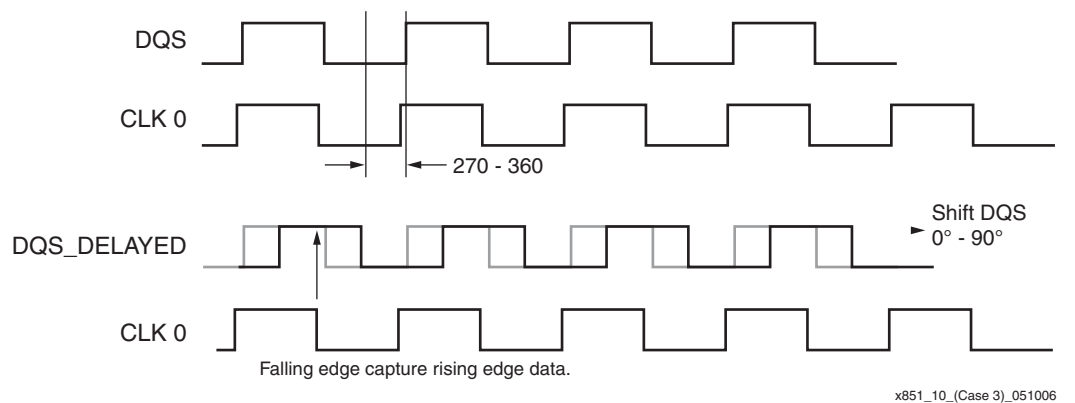 DQS
CLK 0
270 - 360
DQS_DELAYED
Shift DQS
0° - 90°
CLK 0
Falling edge capture rising edge data.
x851_10_(Case 3)_051006